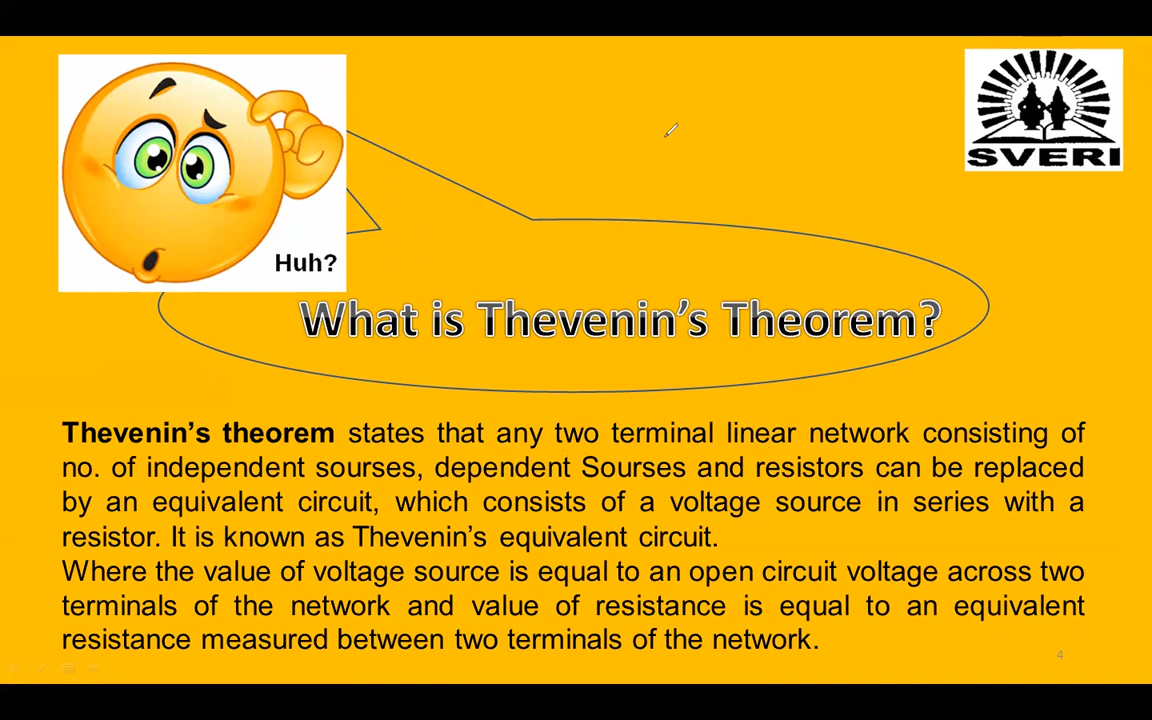 SVERI
Huh?
What is Thevenin's Theorem?
Thevenin's theorem states that any two terminal linear network consisting of
no. of independent sourses, dependent Sourses and resistors can be replaced
by an equivalent circuit, which consists of a voltage source in series with a
resistor. It is known as Thevenin's equivalent circuit.
Where the value of voltage source is equal to an open circuit voltage across two
terminals of the network and value of resistance is equal to an equivalent
resistance measured between two terminals of the network.
4